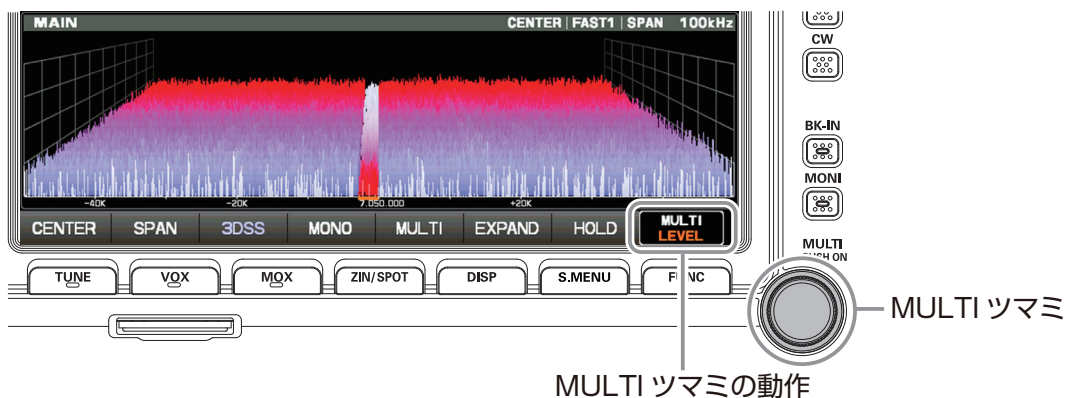 MAIN
CENTER | FAST1 | SPAN 100kHz
-40K -20K 7.050.000 +20K
CENTER SPAN 3DSS MONO MULTI EXPAND HOLD MULTI
LEVEL
CW
BK-IN
MONI
MULTI
PUSH ON
TUNE VOX MOX ZIN/SPOT DISP S.MENU FUNC
MULTI ツマミ
MULTI ツマミの動作